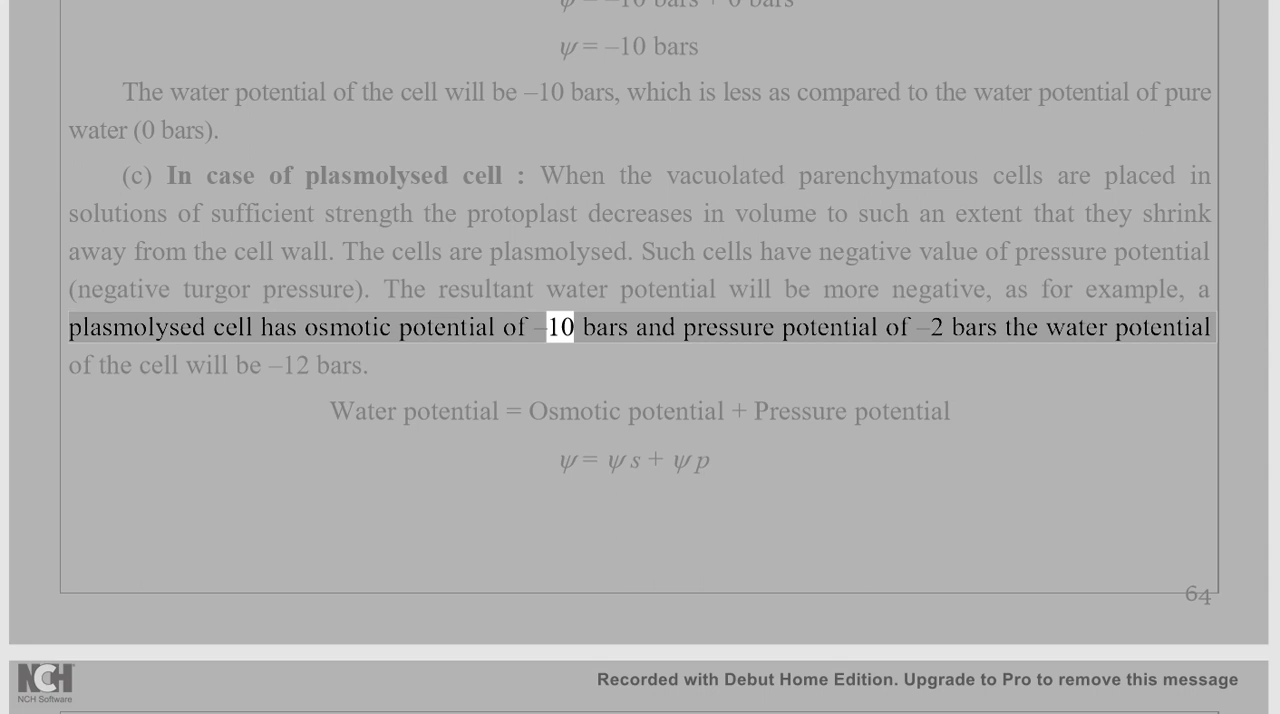 ψ = –10 bars + 0 bars
ψ = –10 bars
The water potential of the cell will be –10 bars, which is less as compared to the water potential of pure
water (0 bars).
(c) In case of plasmolysed cell : When the vacuolated parenchymatous cells are placed in
solutions of sufficient strength the protoplast decreases in volume to such an extent that they shrink
away from the cell wall. The cells are plasmolysed. Such cells have negative value of pressure potential
(negative turgor pressure). The resultant water potential will be more negative, as for example, a
plasmolysed cell has osmotic potential of –10 bars and pressure potential of –2 bars the water potential
of the cell will be –12 bars.
Water potential = Osmotic potential + Pressure potential
ψ = ψ s + ψ p
64
NCH
NCH Software
Recorded with Debut Home Edition. Upgrade to Pro to remove this message